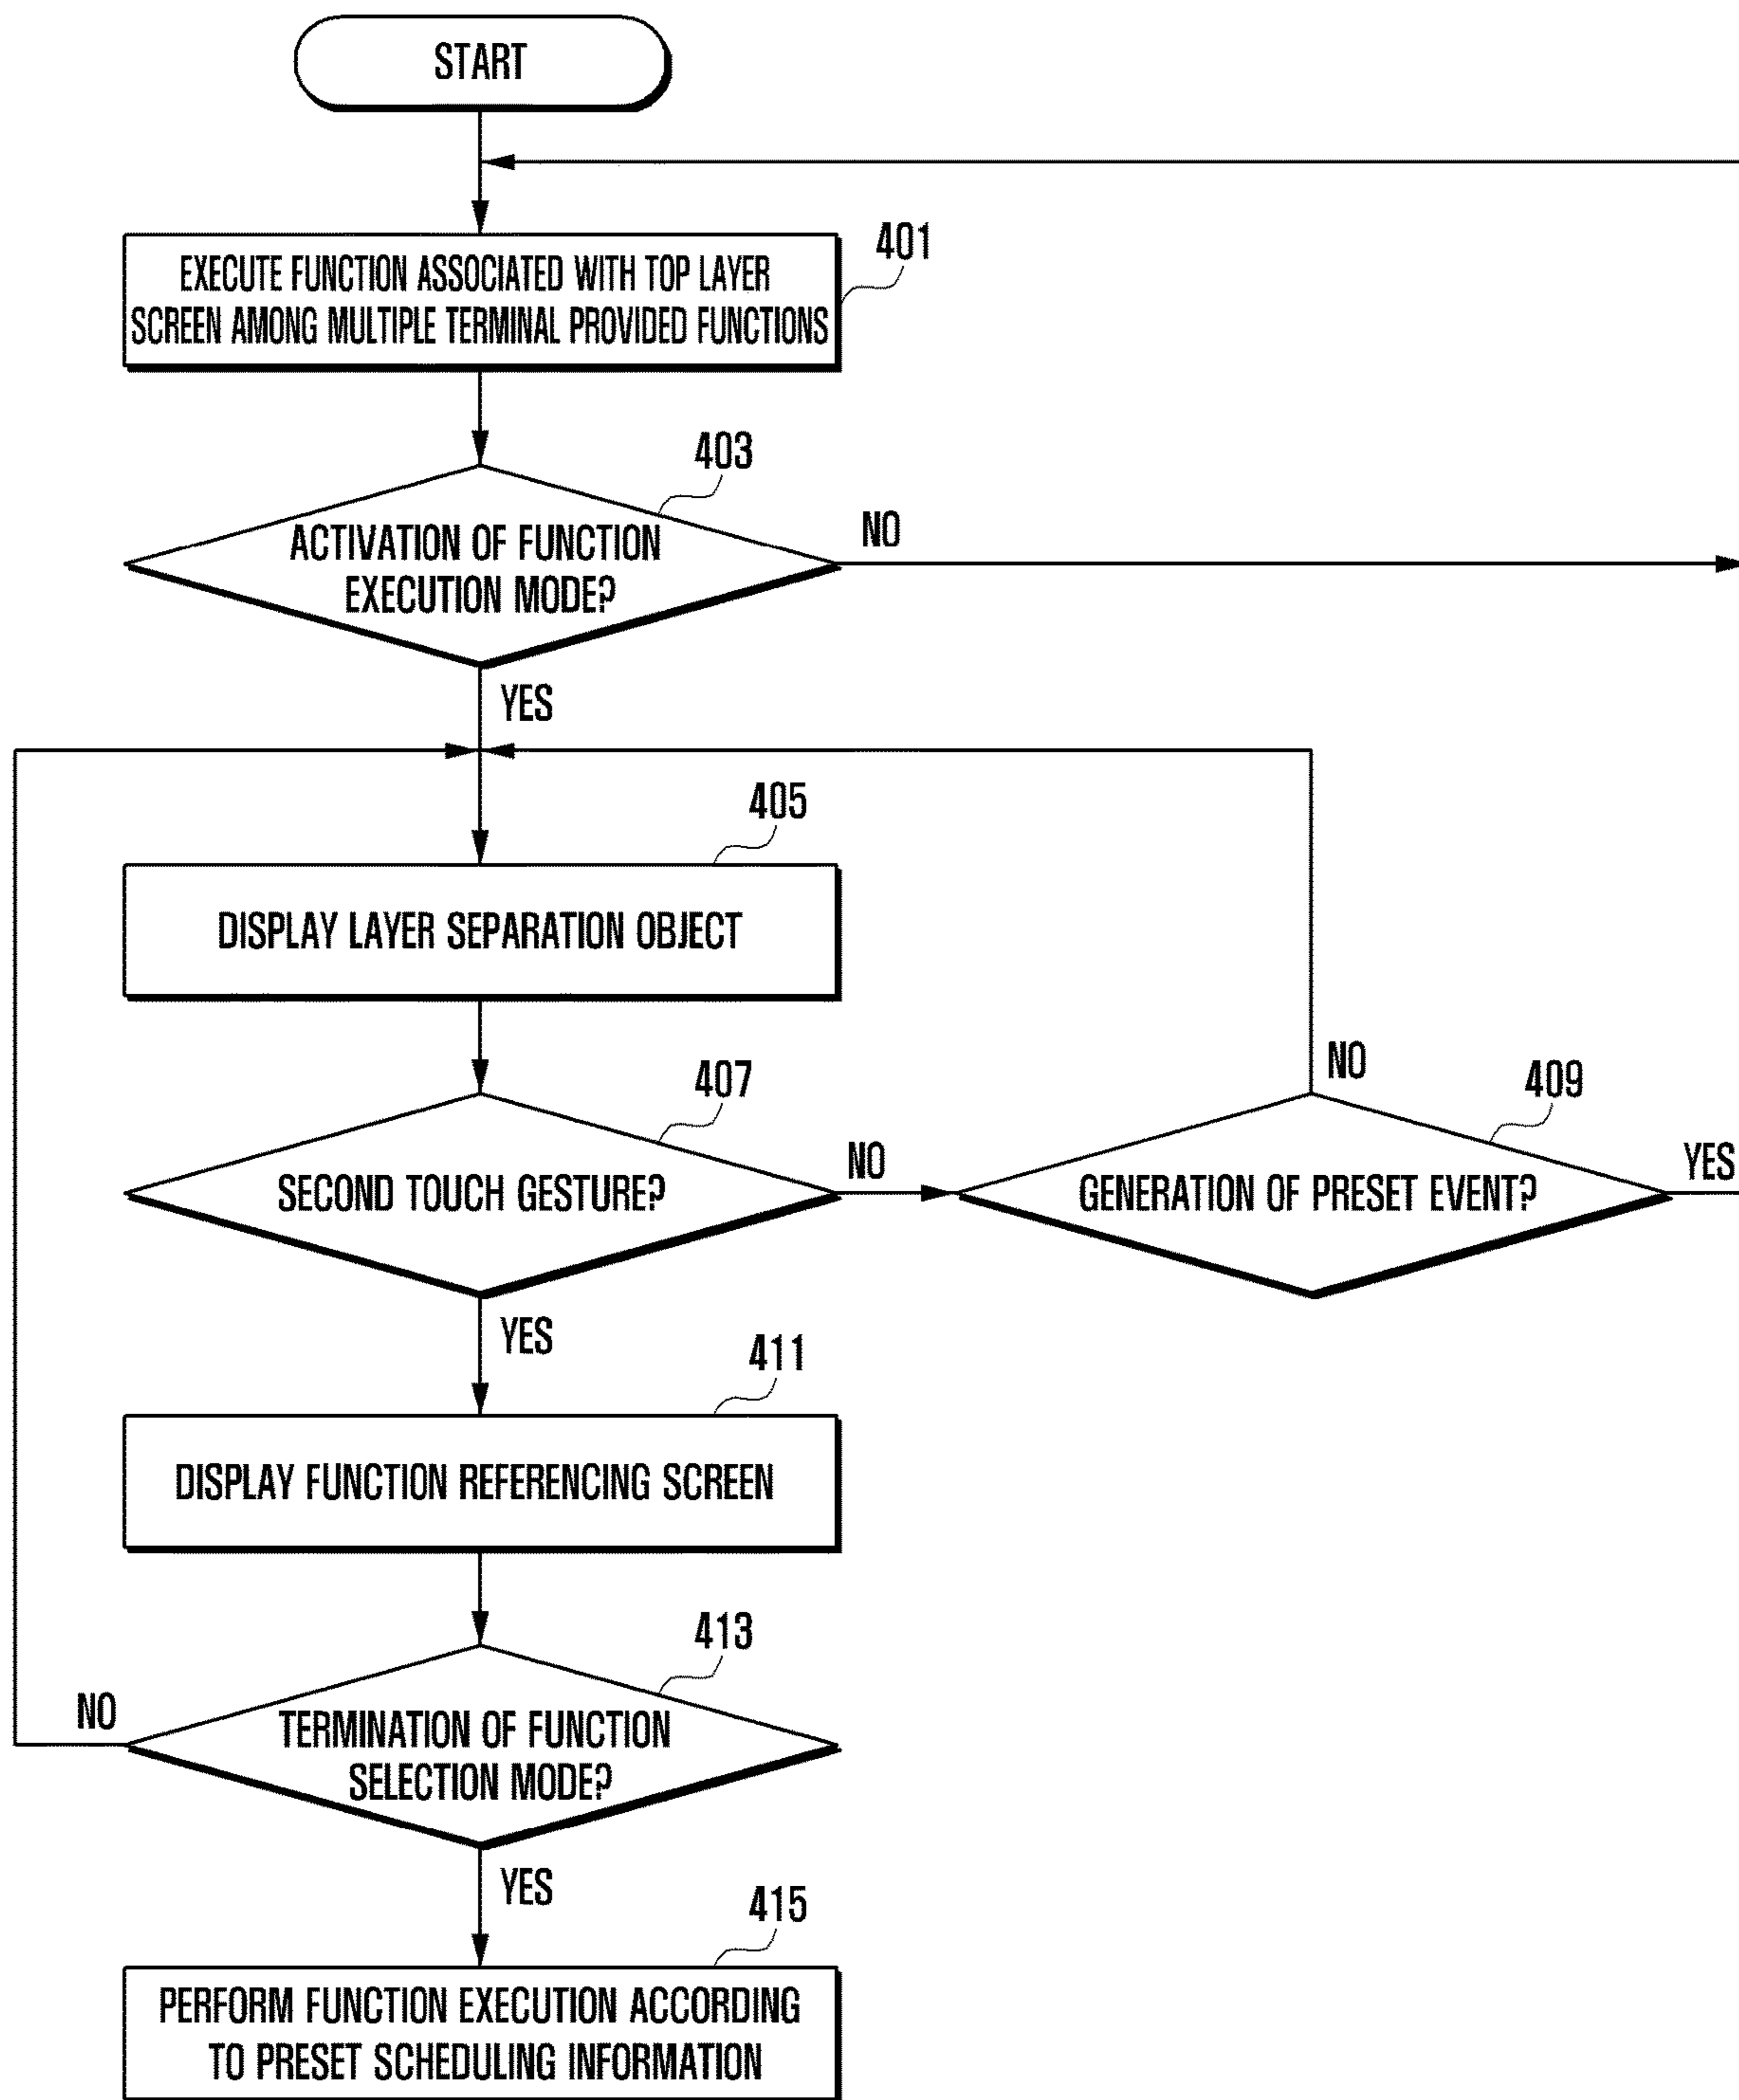 START
401
EXECUTE FUNCTION ASSOCIATED WITH TOP LAYER
SCREEN AMONG MULTIPLE TERMINAL PROVIDED FUNCTIONS
403
ACTIVATION OF FUNCTION
EXECUTION MODE?
NO
YES
405
DISPLAY LAYER SEPARATION OBJECT
407
SECOND TOUCH GESTURE?
NO
409
GENERATION OF PRESET EVENT?
NO
YES
YES
411
DISPLAY FUNCTION REFERENCING SCREEN
413
TERMINATION OF FUNCTION
SELECTION MODE?
NO
YES
415
PERFORM FUNCTION EXECUTION ACCORDING
TO PRESET SCHEDULING INFORMATION